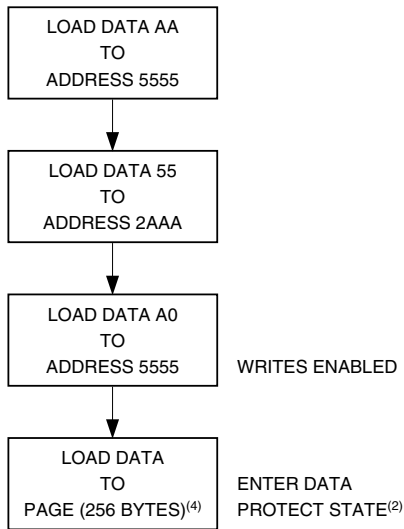 LOAD DATA AA
TO
ADDRESS 5555
LOAD DATA 55
TO
ADDRESS 2AAA
LOAD DATA A0
TO
ADDRESS 5555
WRITES ENABLED
LOAD DATA
TO
PAGE (256 BYTES)(4)
ENTER DATA
PROTECT STATE(2)